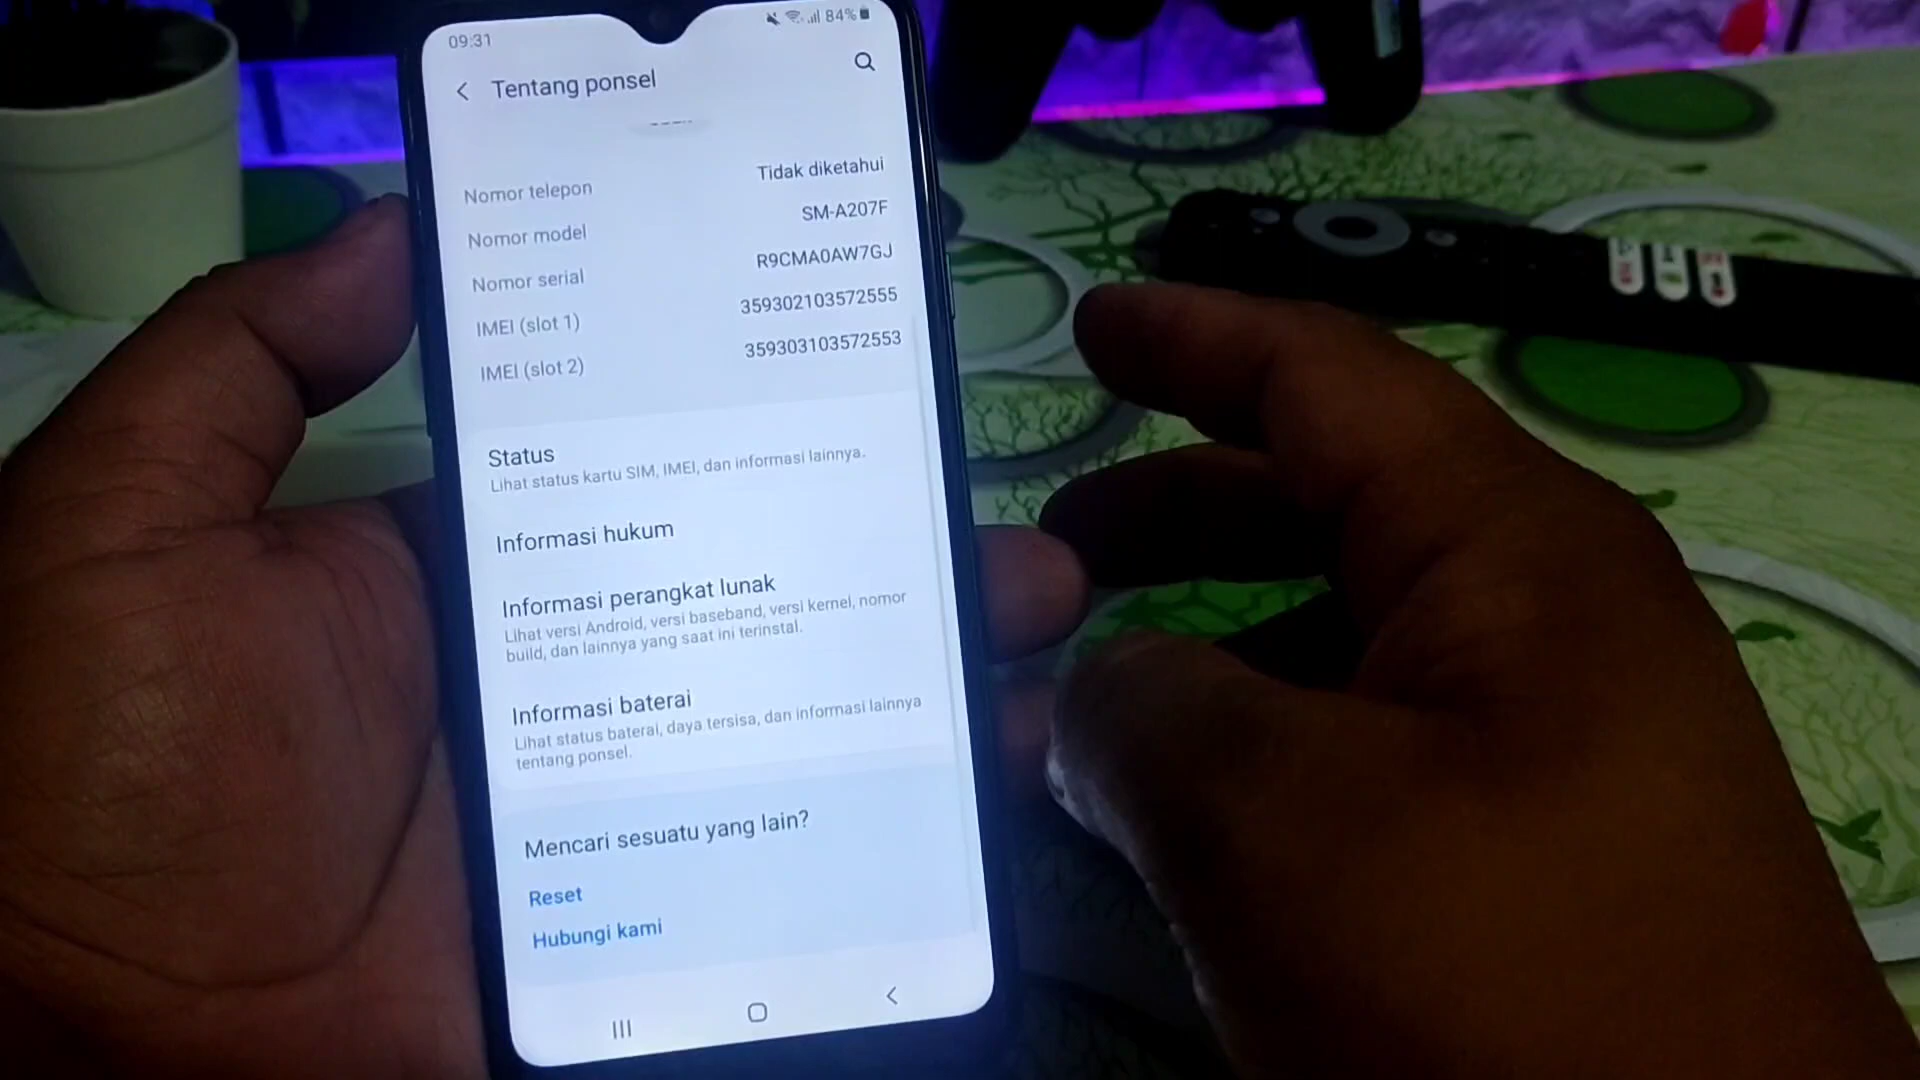 09:31
84%
Tentang ponsel
Nomor telepon Tidak diketahui
Nomor model SM-A207F
Nomor serial R9CMA0AW7GJ
IMEI (slot 1) 359302103572555
IMEI (slot 2) 359303103572553
Status
Lihat status kartu SIM, IMEI, dan informasi lainnya.
Informasi hukum
Informasi perangkat lunak
Lihat versi Android, versi baseband, versi kernel, nomor
build, dan lainnya yang saat ini terinstal.
Informasi baterai
Lihat status baterai, daya tersisa, dan informasi lainnya
tentang ponsel.
Mencari sesuatu yang lain?
Reset
Hubungi kami